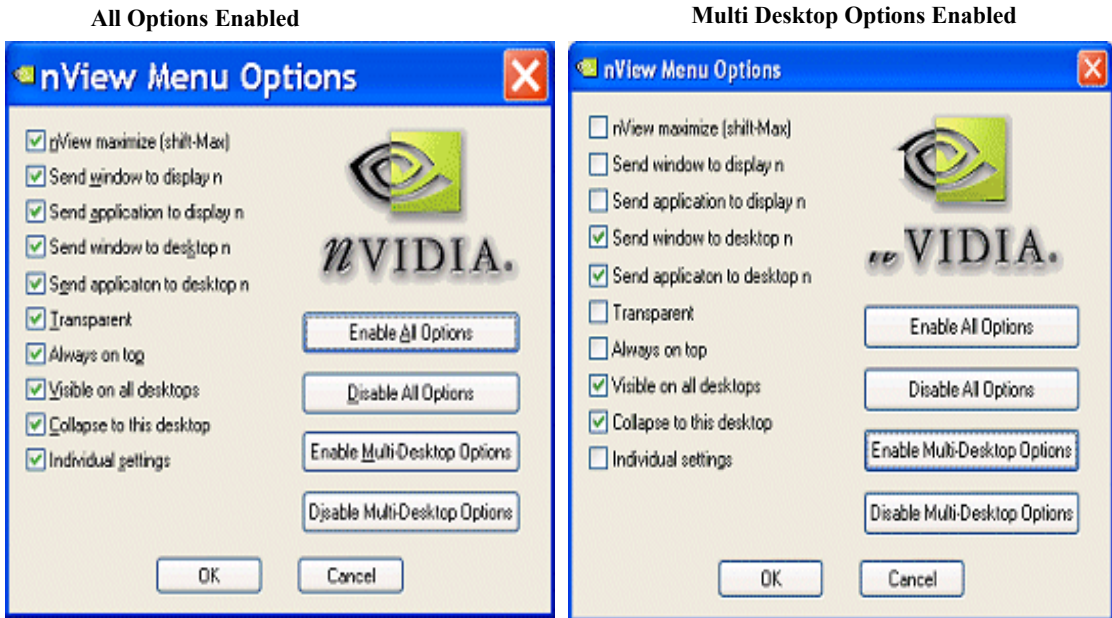 All Options Enabled
nView Menu Options
nView maximize (shift-Max)
Send window to display n
Send application to display n
Send window to desktop n
Send applicaton to desktop n
Transparent
Always on top
Visible on all desktops
Collapse to this desktop
Individual settings
nVIDIA.
Enable All Options
Disable All Options
Enable Multi-Desktop Options
Disable Multi-Desktop Options
OK
Cancel
Multi Desktop Options Enabled
nView Menu Options
nView maximize (shift-Max)
Send window to display n
Send application to display n
Send window to desktop n
Send applicaton to desktop n
Transparent
Always on top
Visible on all desktops
Collapse to this desktop
Individual settings
nVIDIA.
Enable All Options
Disable All Options
Enable Multi-Desktop Options
Disable Multi-Desktop Options
OK
Cancel